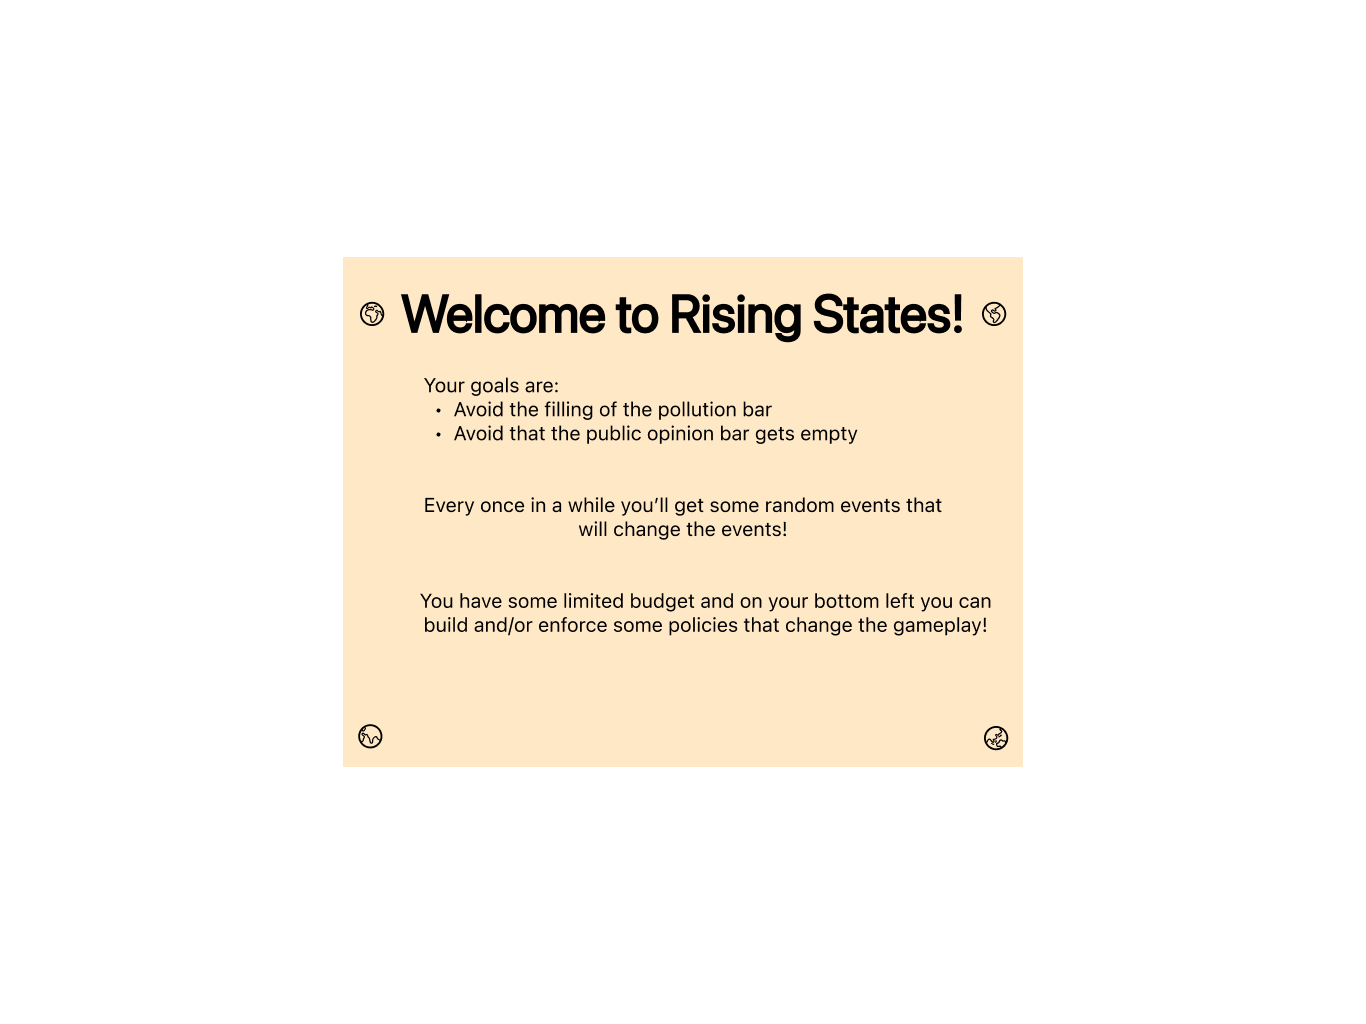 Welcome to Rising States!
Your goals are:
• Avoid the filling of the pollution bar
• Avoid that the public opinion bar gets empty
Every once in a while you’ll get some random events that
will change the events!
You have some limited budget and on your bottom left you can
build and/or enforce some policies that change the gameplay!